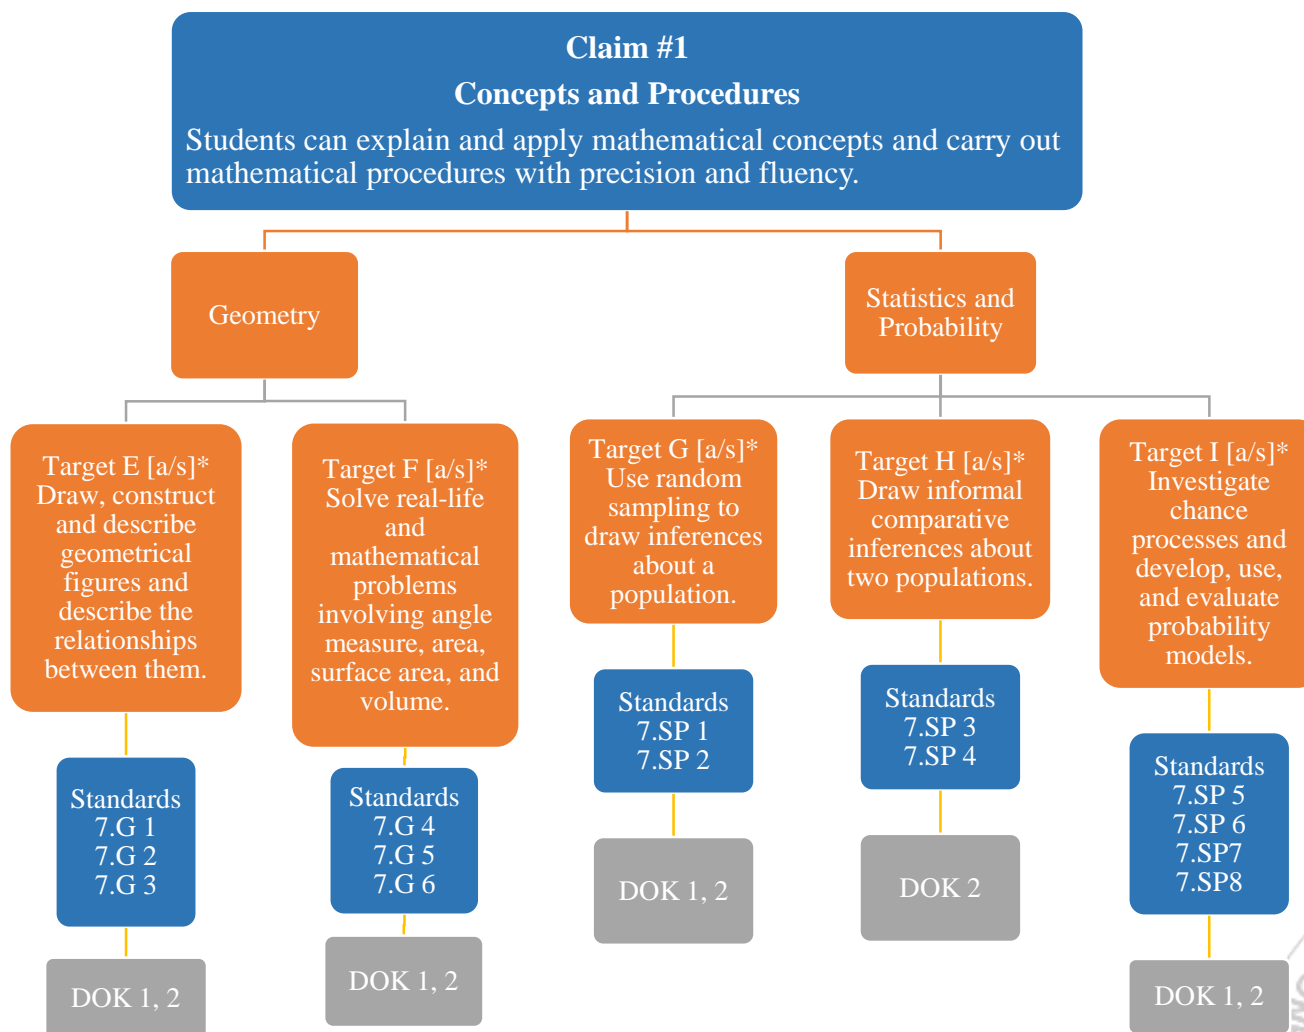 Claim #1
Concepts and Procedures
Students can explain and apply mathematical concepts and carry out
mathematical procedures with precision and fluency.
Geometry
Statistics and
Probability
Target E [a/s]*
Draw, construct
and describe
geometrical
figures and
describe the
relationships
between them.
Target F [a/s]*
Solve real-life
and
mathematical
problems
involving angle
measure, area,
surface area, and
volume.
Target G [a/s]*
Use random
sampling to
draw inferences
about a
population.
Target H [a/s]*
Draw informal
comparative
inferences about
two populations.
Target I [a/s]*
Investigate
chance
processes and
develop, use,
and evaluate
probability
models.
Standards
7.G 1
7.G 2
7.G 3
Standards
7.G 4
7.G 5
7.G 6
Standards
7.SP 1
7.SP 2
Standards
7.SP 3
7.SP 4
Standards
7.SP 5
7.SP 6
7.SP7
7.SP8
DOK 1, 2
DOK 1, 2
DOK 1, 2
DOK 2
DOK 1, 2